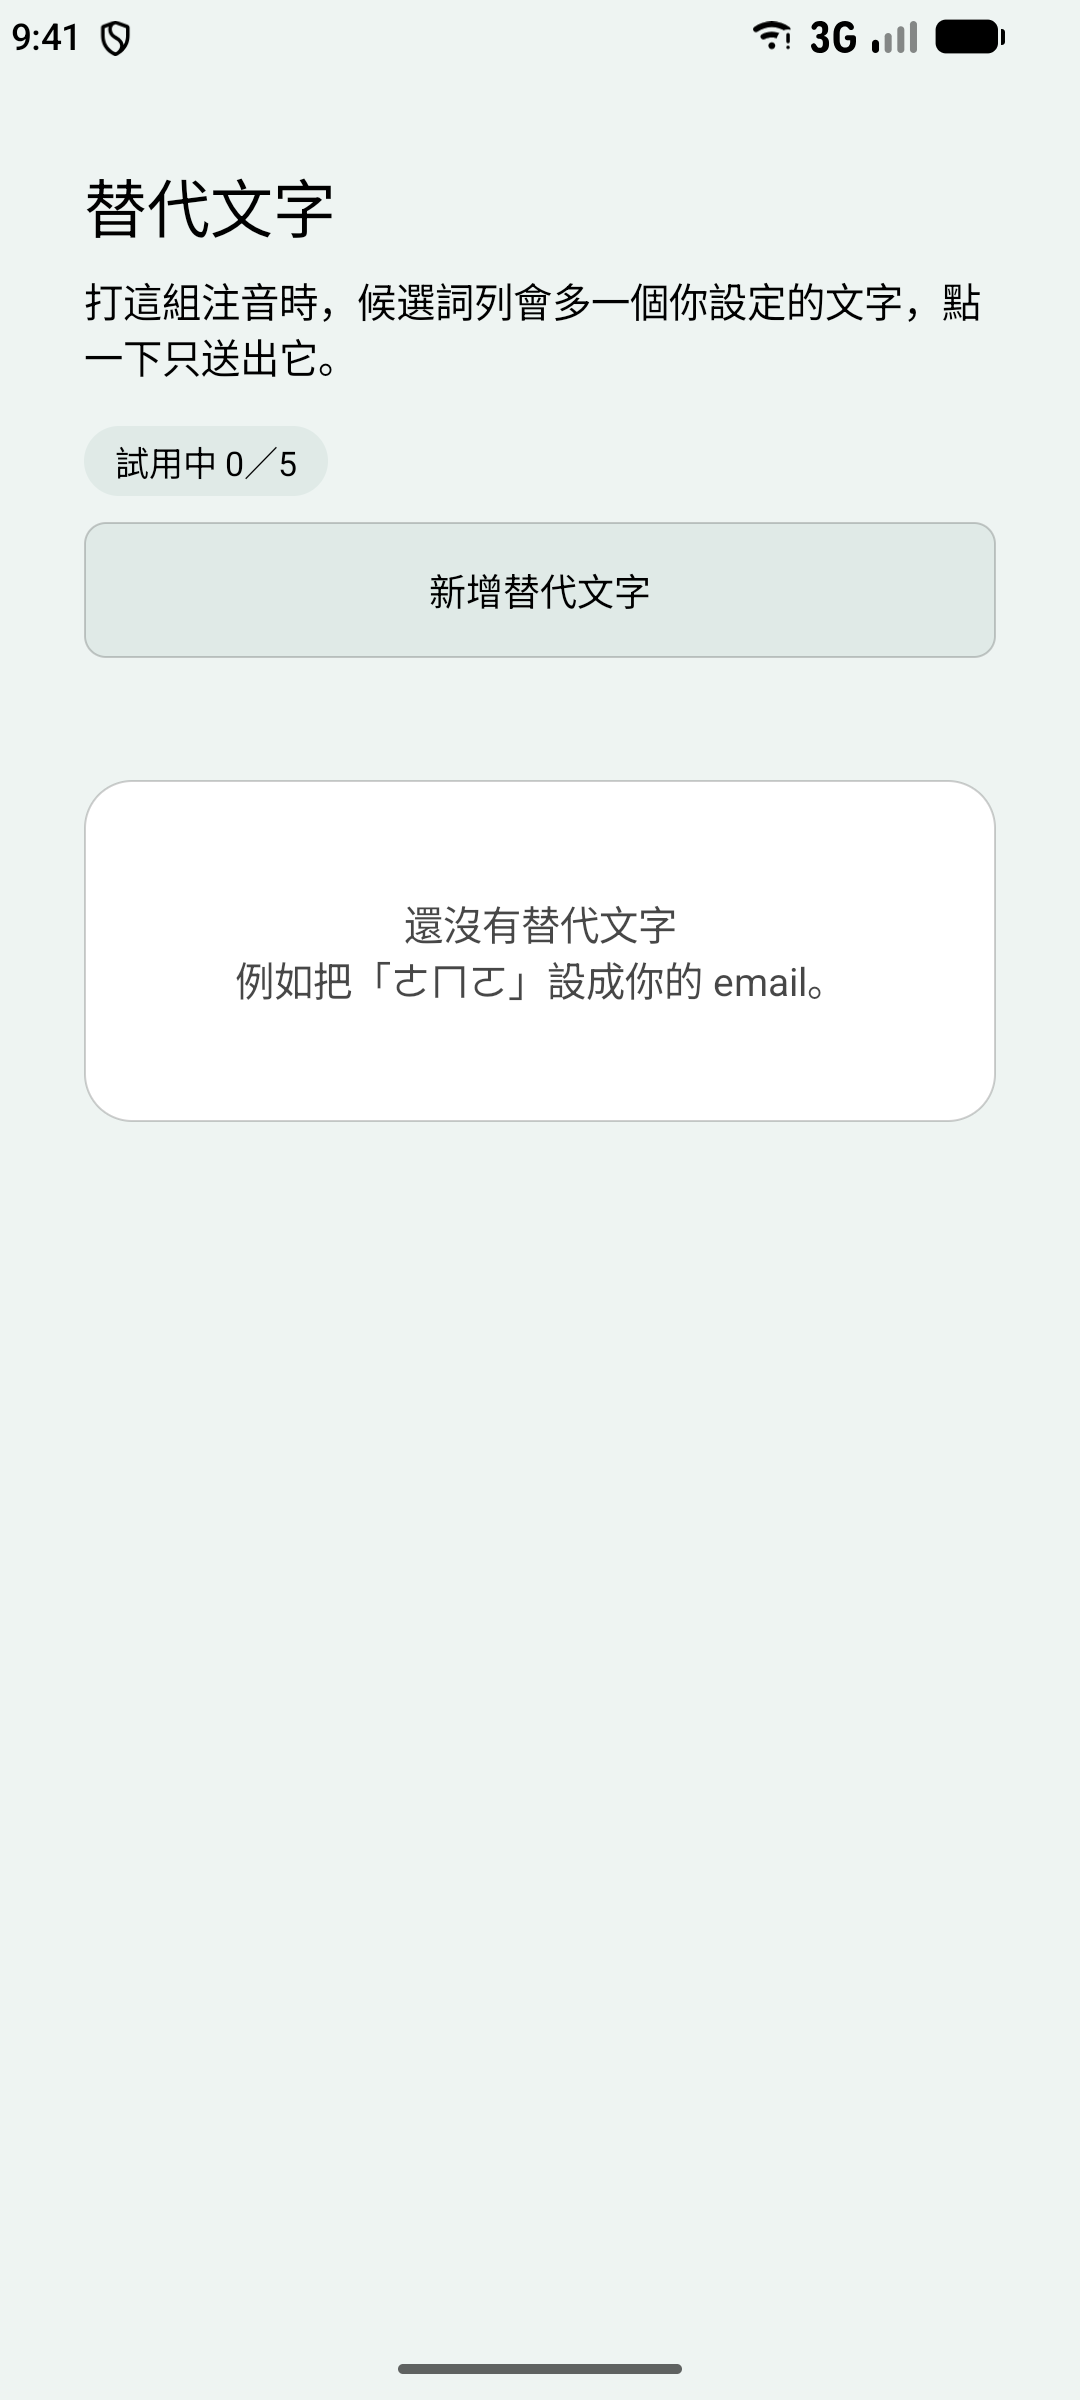 9:41
3G
替代文字
打這組注音時，候選詞列會多一個你設定的文字，點
一下只送出它。
試用中 0／5
新增替代文字
還沒有替代文字
例如把「ㄜㄇㄛ」設成你的 email。